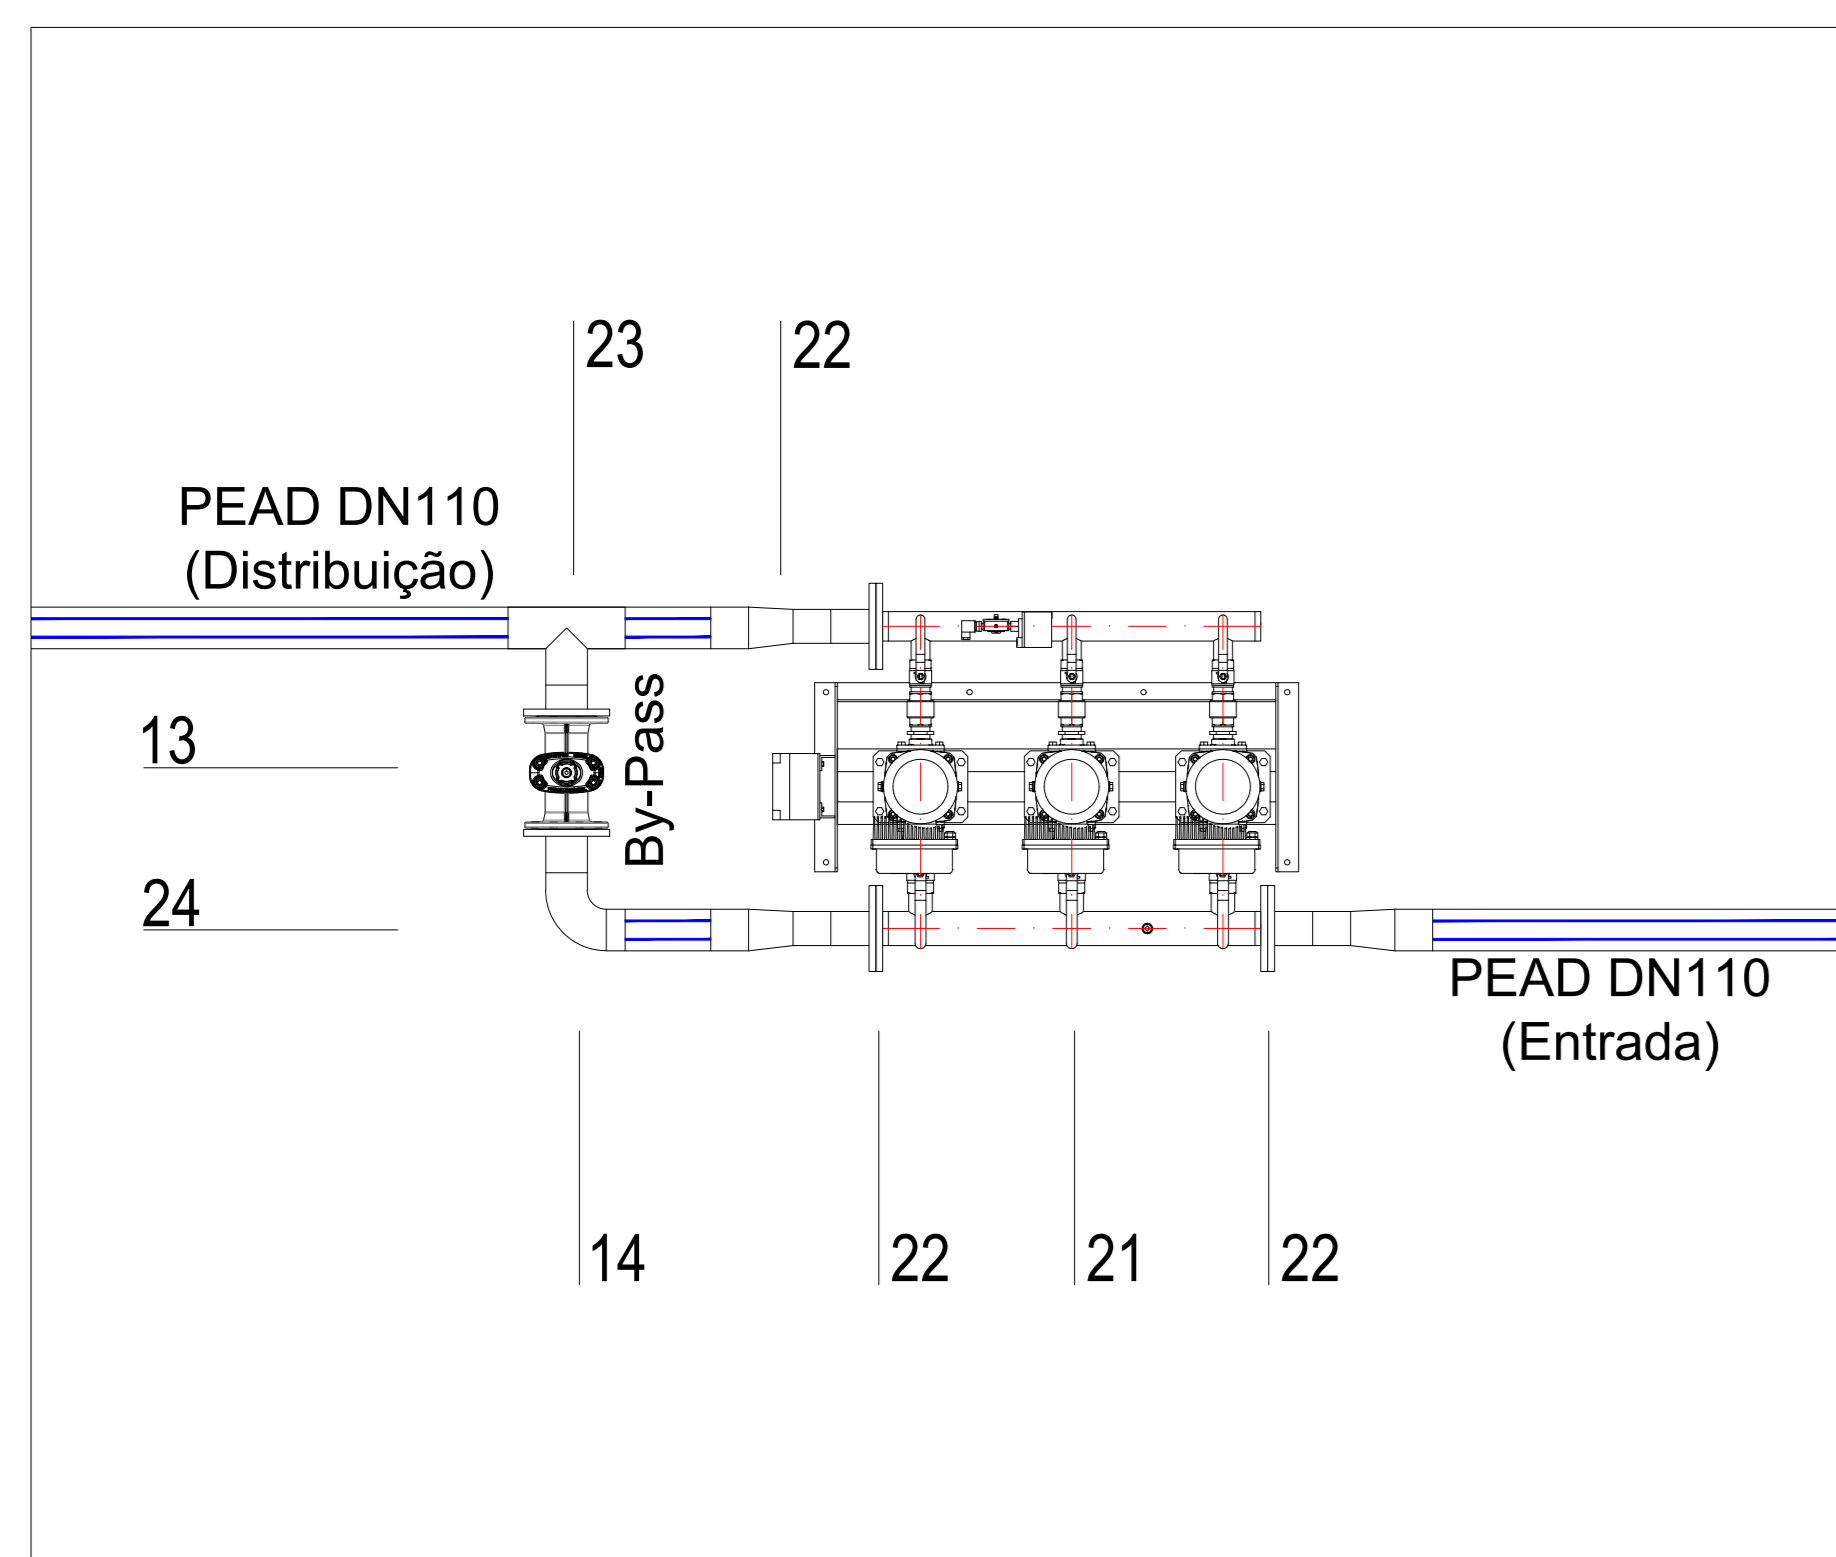 23
22
PEAD DN110
(Distribuição)
13
By-Pass
24
PEAD DN110
(Entrada)
14
22
21
22